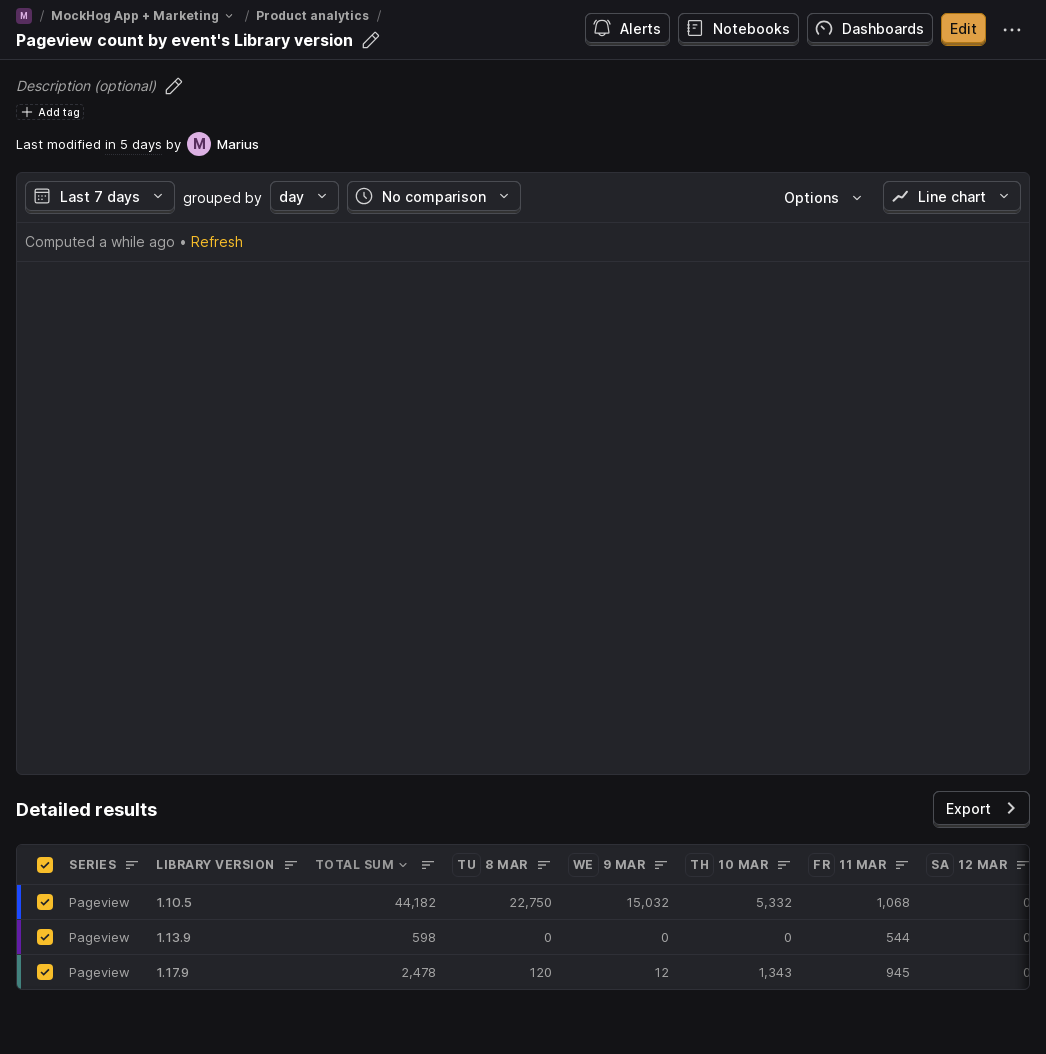 M / MockHog App + Marketing / Product analytics /
Pageview count by event's Library version
Alerts
Notebooks
Dashboards
Edit
Description (optional)
Add tag
Last modified in 5 days by M Marius
Last 7 days grouped by day No comparison Options Line chart
Computed a while ago • Refresh
Detailed results
Export
SERIES LIBRARY VERSION TOTAL SUM TU 8 MAR WE 9 MAR TH 10 MAR FR 11 MAR SA 12 MAR
Pageview 1.10.5 44,182 22,750 15,032 5,332 1,068 0
Pageview 1.13.9 598 0 0 0 544 0
Pageview 1.17.9 2,478 120 12 1,343 945 0